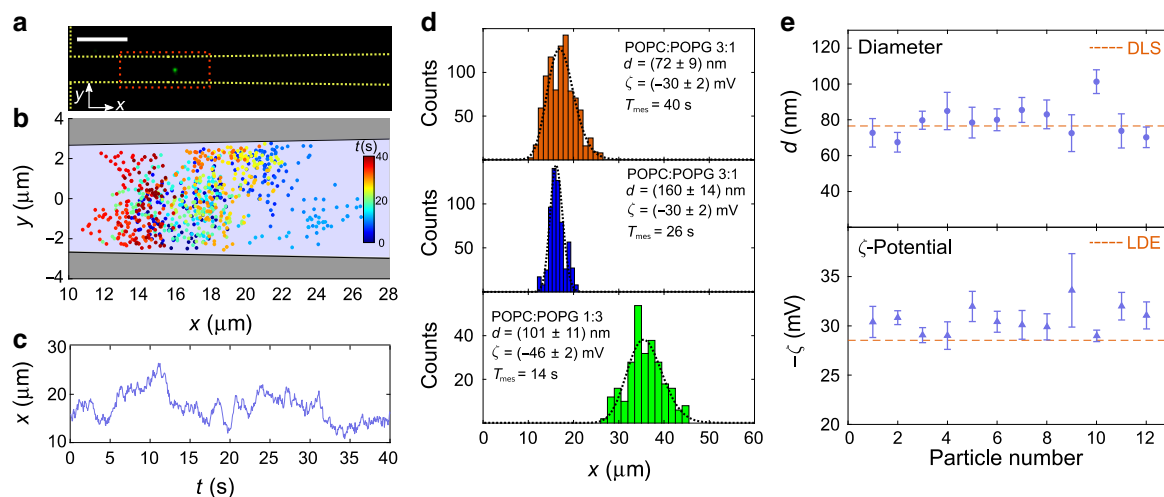 a
y
x
b
y (μm)
4
2
0
−2
−4
t(s)
40
20
0
10 12 14 16 18 20 22 24 26 28
x (μm)
c
x (μm)
30
20
10
0 5 10 15 20 25 30 35 40
t (s)
d
Counts
100
50
POPC:POPG 3:1
d = (72 ± 9) nm
ζ = (−30 ± 2) mV
Tmes = 40 s
Counts
100
50
POPC:POPG 3:1
d = (160 ± 14) nm
ζ = (−30 ± 2) mV
Tmes = 26 s
Counts
40
20
POPC:POPG 1:3
d = (101 ± 11) nm
ζ = (−46 ± 2) mV
Tmes = 14 s
0 10 20 30 40 50 60
x (μm)
e
Diameter
DLS
d (nm)
120
100
80
60
40
ζ-Potential
LDE
−ζ (mV)
35
30
25
20
0 2 4 6 8 10 12
Particle number